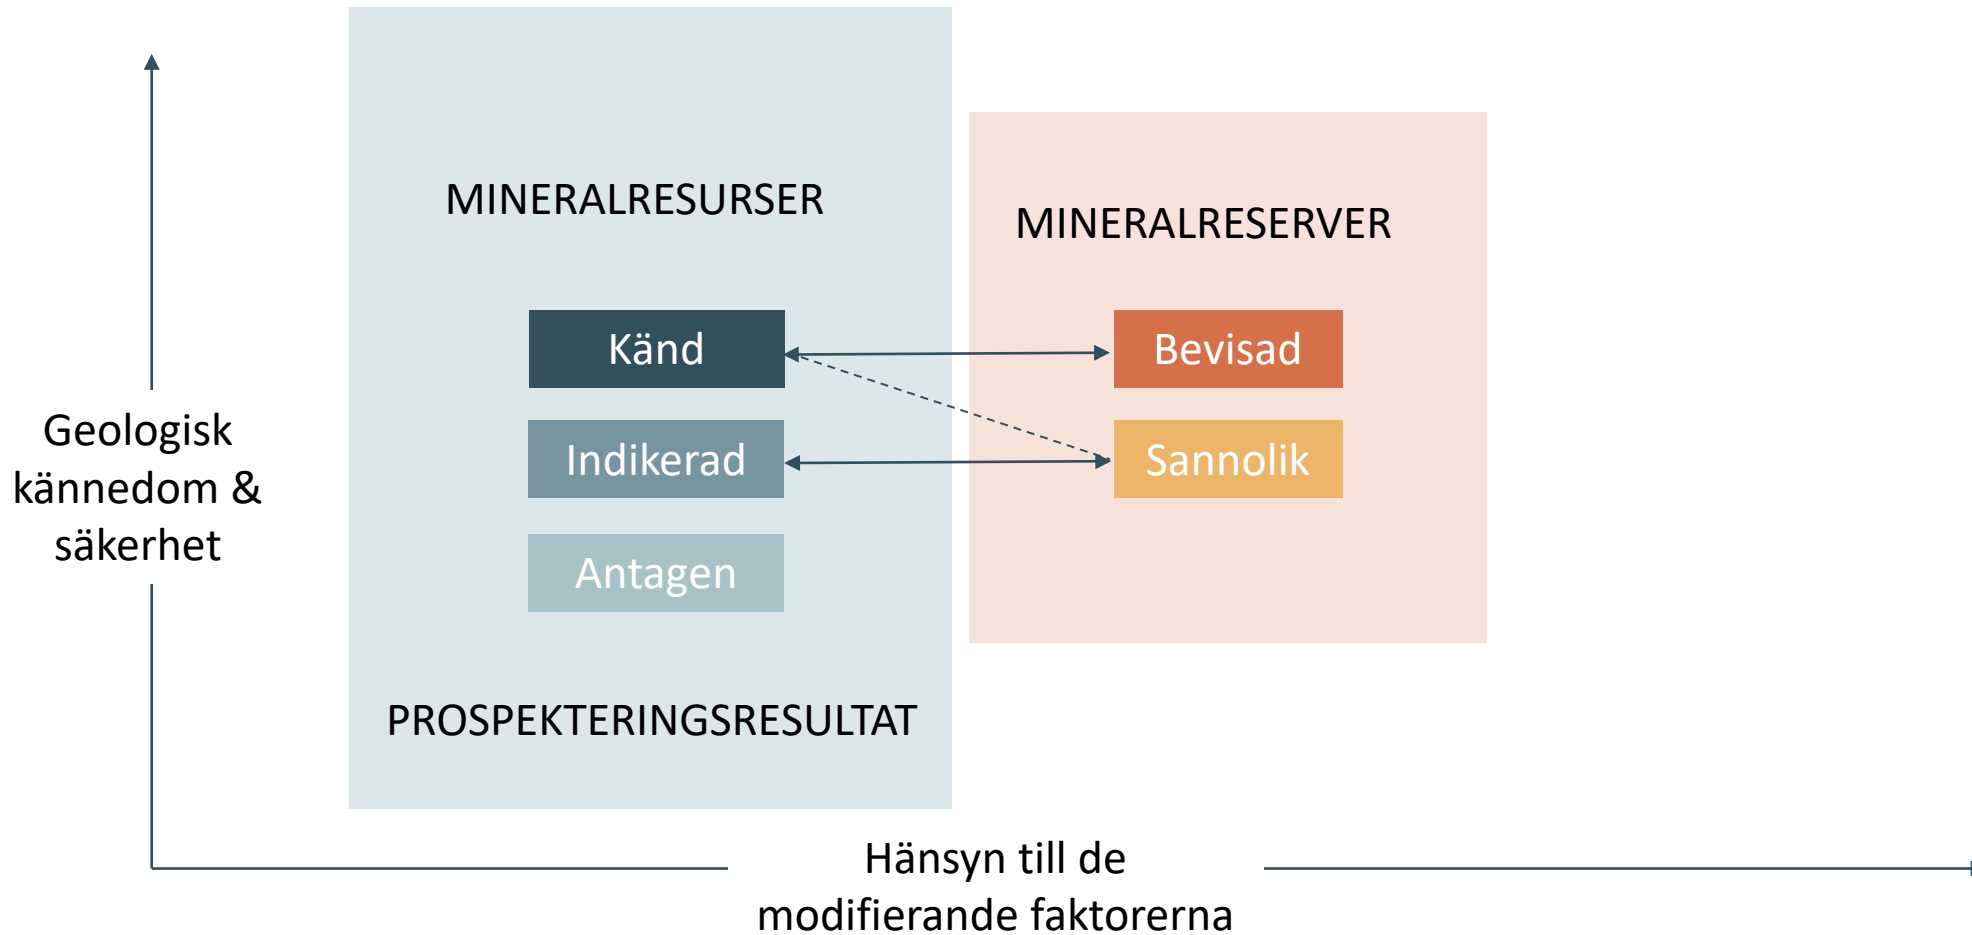 MINERALRESURSER
MINERALRESERVER
Känd
Bevisad
Indikerad
Sannolik
Antagen
Geologisk
kännedom &
säkerhet
PROSPEKTERINGSRESULTAT
Hänsyn till de
modifierande faktorerna